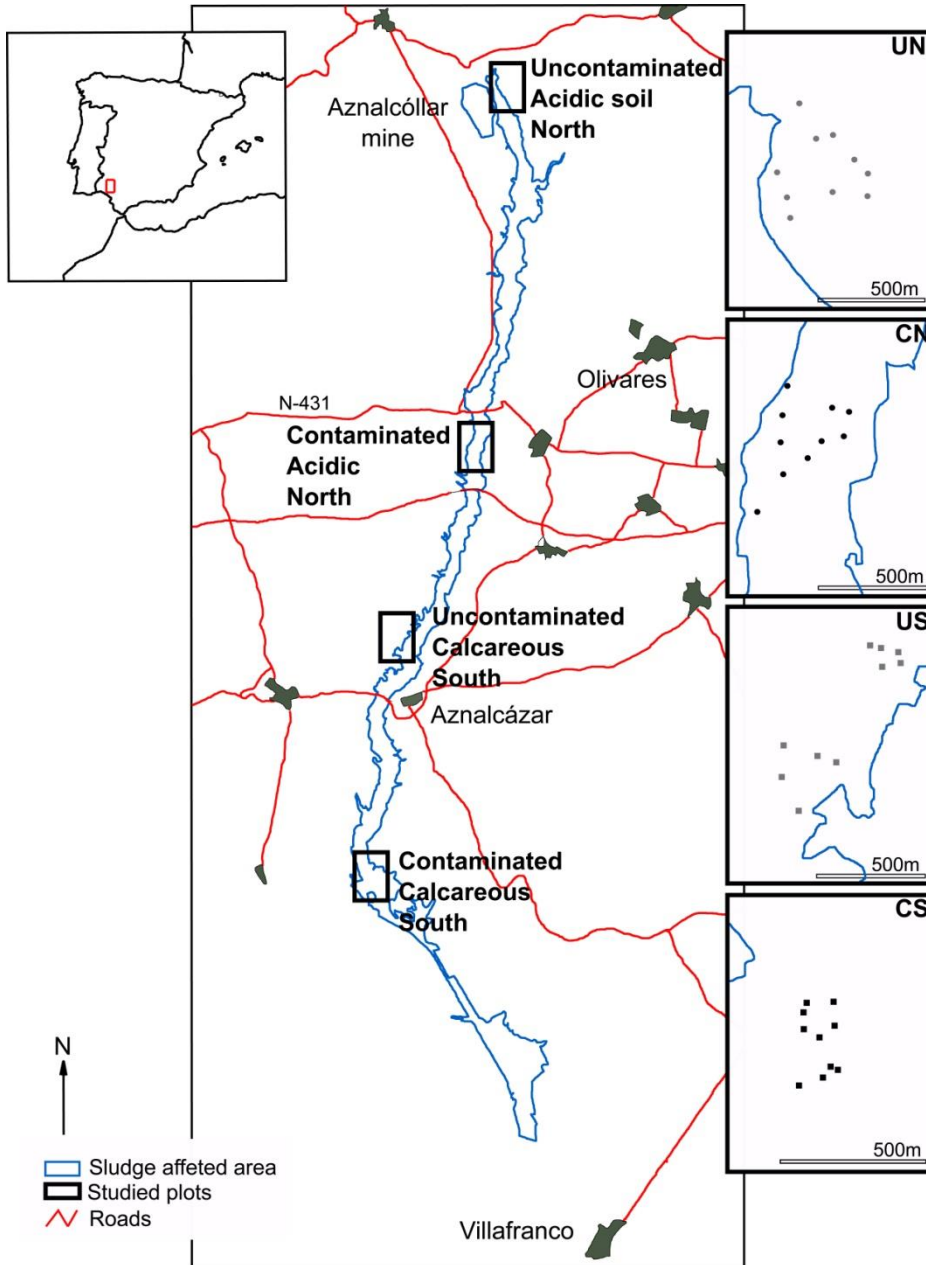 UN
Uncontaminated
Acidic soil
North
Aznalcóllar
mine
500m
CN
Olivares
N-431
Contaminated
Acidic
North
500m
US
Uncontaminated
Calcareous
South
Aznalcázar
500m
Contaminated
Calcareous
South
CS
500m
N
Sludge affeted area
Studied plots
Roads
Villafranco